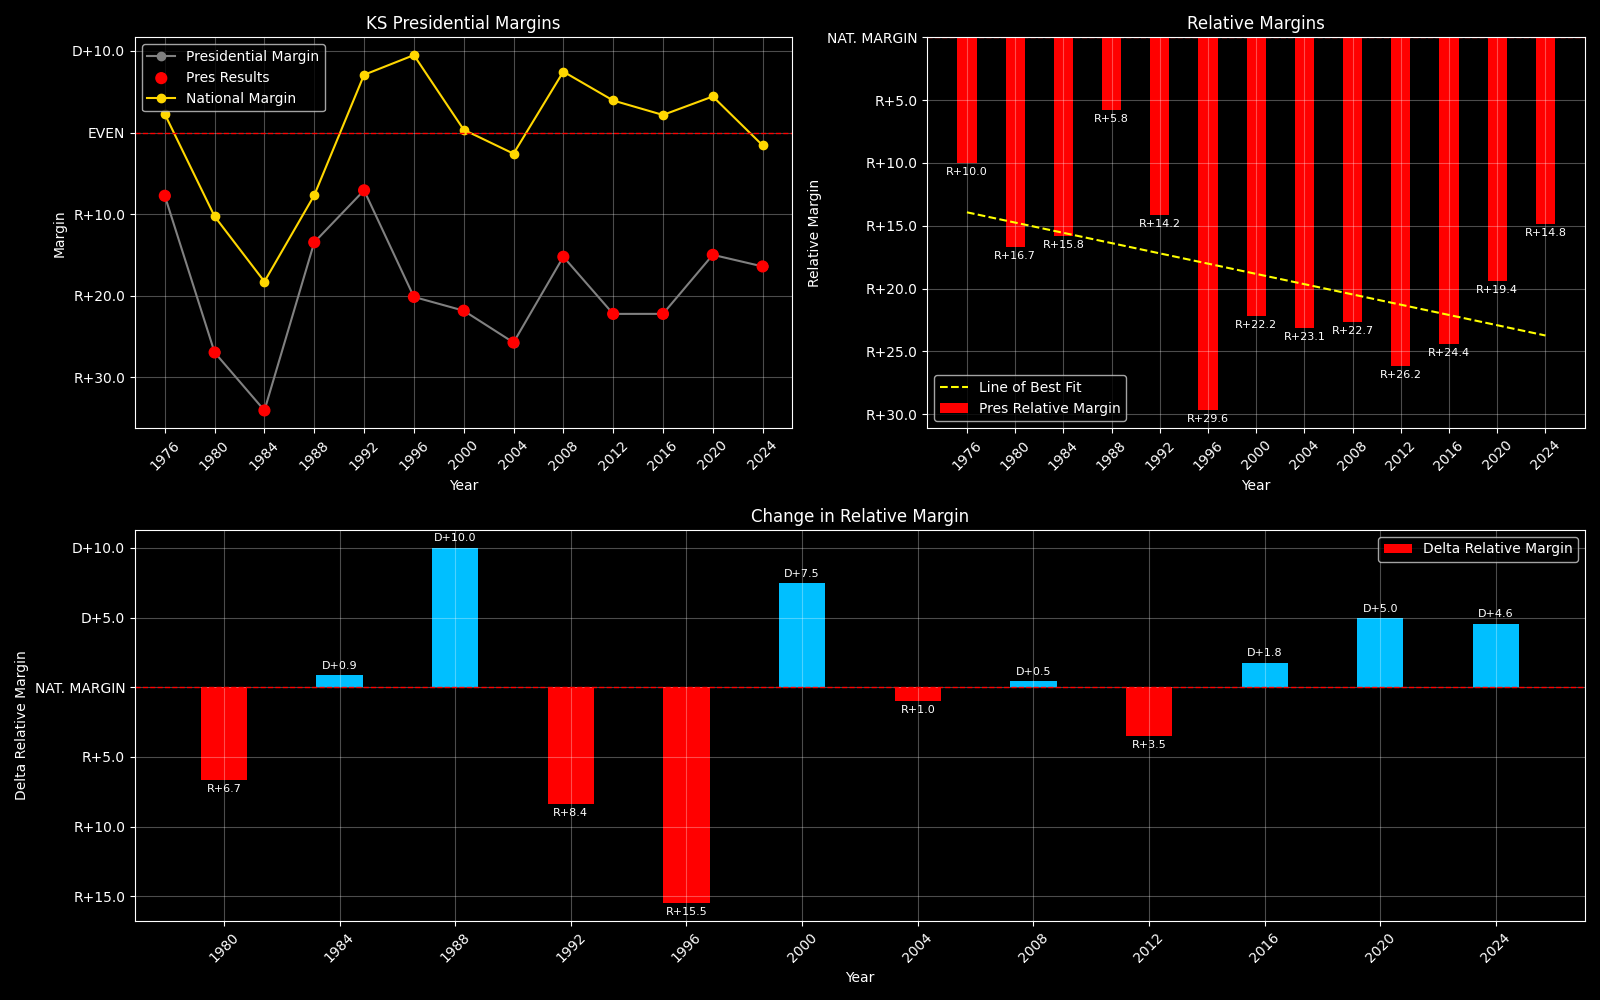 KS Presidential Margins
Presidential Margin
Pres Results
National Margin
D+10.0
EVEN
R+10.0
R+20.0
R+30.0
Margin
1976
1980
1984
1988
1992
1996
2000
2004
2008
2012
2016
2020
2024
Year
Relative Margins
NAT. MARGIN
R+5.0
R+10.0
R+15.0
R+20.0
R+25.0
R+30.0
Relative Margin
R+10.0
R+16.7
R+15.8
R+5.8
R+14.2
R+29.6
R+22.2
R+23.1
R+22.7
R+26.2
R+24.4
R+19.4
R+14.8
Line of Best Fit
Pres Relative Margin
1976
1980
1984
1988
1992
1996
2000
2004
2008
2012
2016
2020
2024
Year
Change in Relative Margin
Delta Relative Margin
D+10.0
D+5.0
NAT. MARGIN
R+5.0
R+10.0
R+15.0
Delta Relative Margin
R+6.7
D+0.9
D+10.0
R+8.4
R+15.5
D+7.5
R+1.0
D+0.5
R+3.5
D+1.8
D+5.0
D+4.6
1980
1984
1988
1992
1996
2000
2004
2008
2012
2016
2020
2024
Year